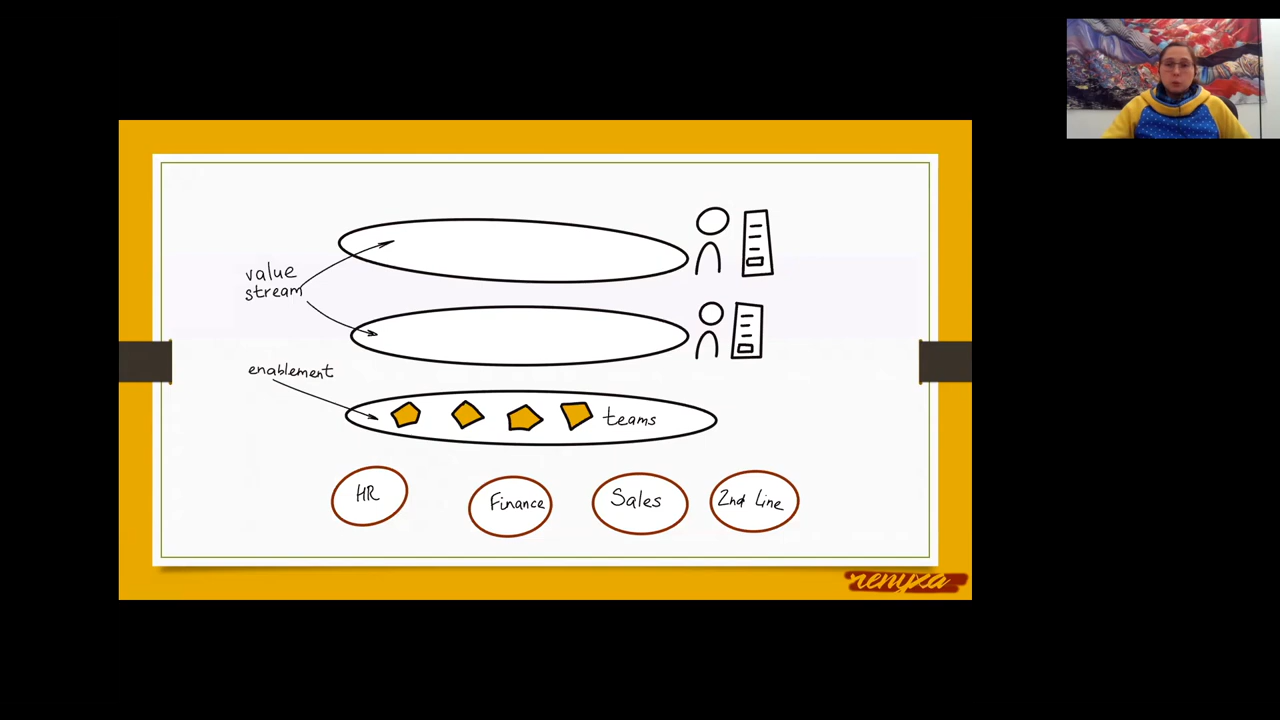 value
stream
enablement
teams
HR
Finance
Sales
2nd Line
nenyxa